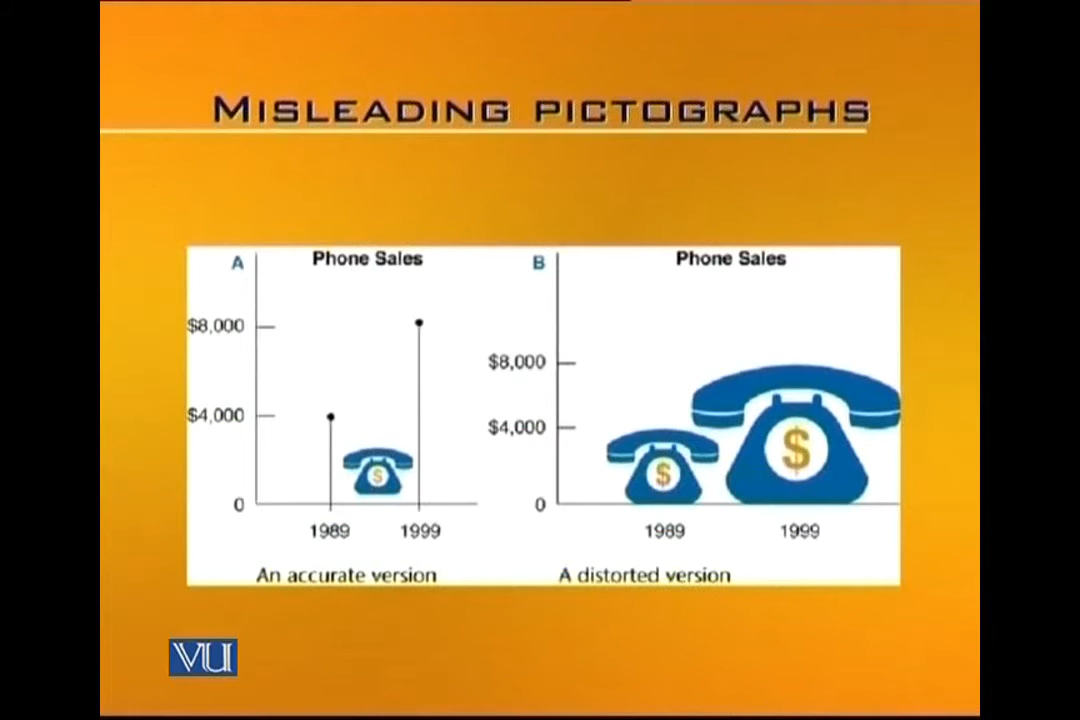 MISLEADING PICTOGRAPHS
A
Phone Sales
$8,000
$4,000
0
$
1989
1999
An accurate version
B
Phone Sales
$8,000
$4,000
0
$
$
1989
1999
A distorted version
VU